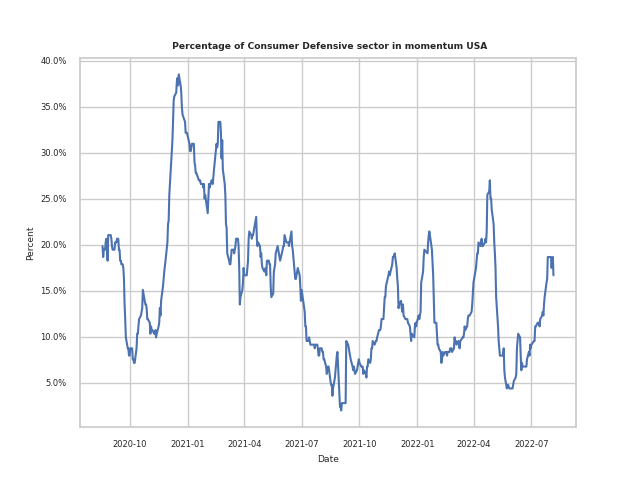 Percentage of Consumer Defensive sector in momentum USA
40.0%
35.0%
30.0%
25.0%
20.0%
15.0%
10.0%
5.0%
Percent
2020-10 2021-01 2021-04 2021-07 2021-10 2022-01 2022-04 2022-07
Date